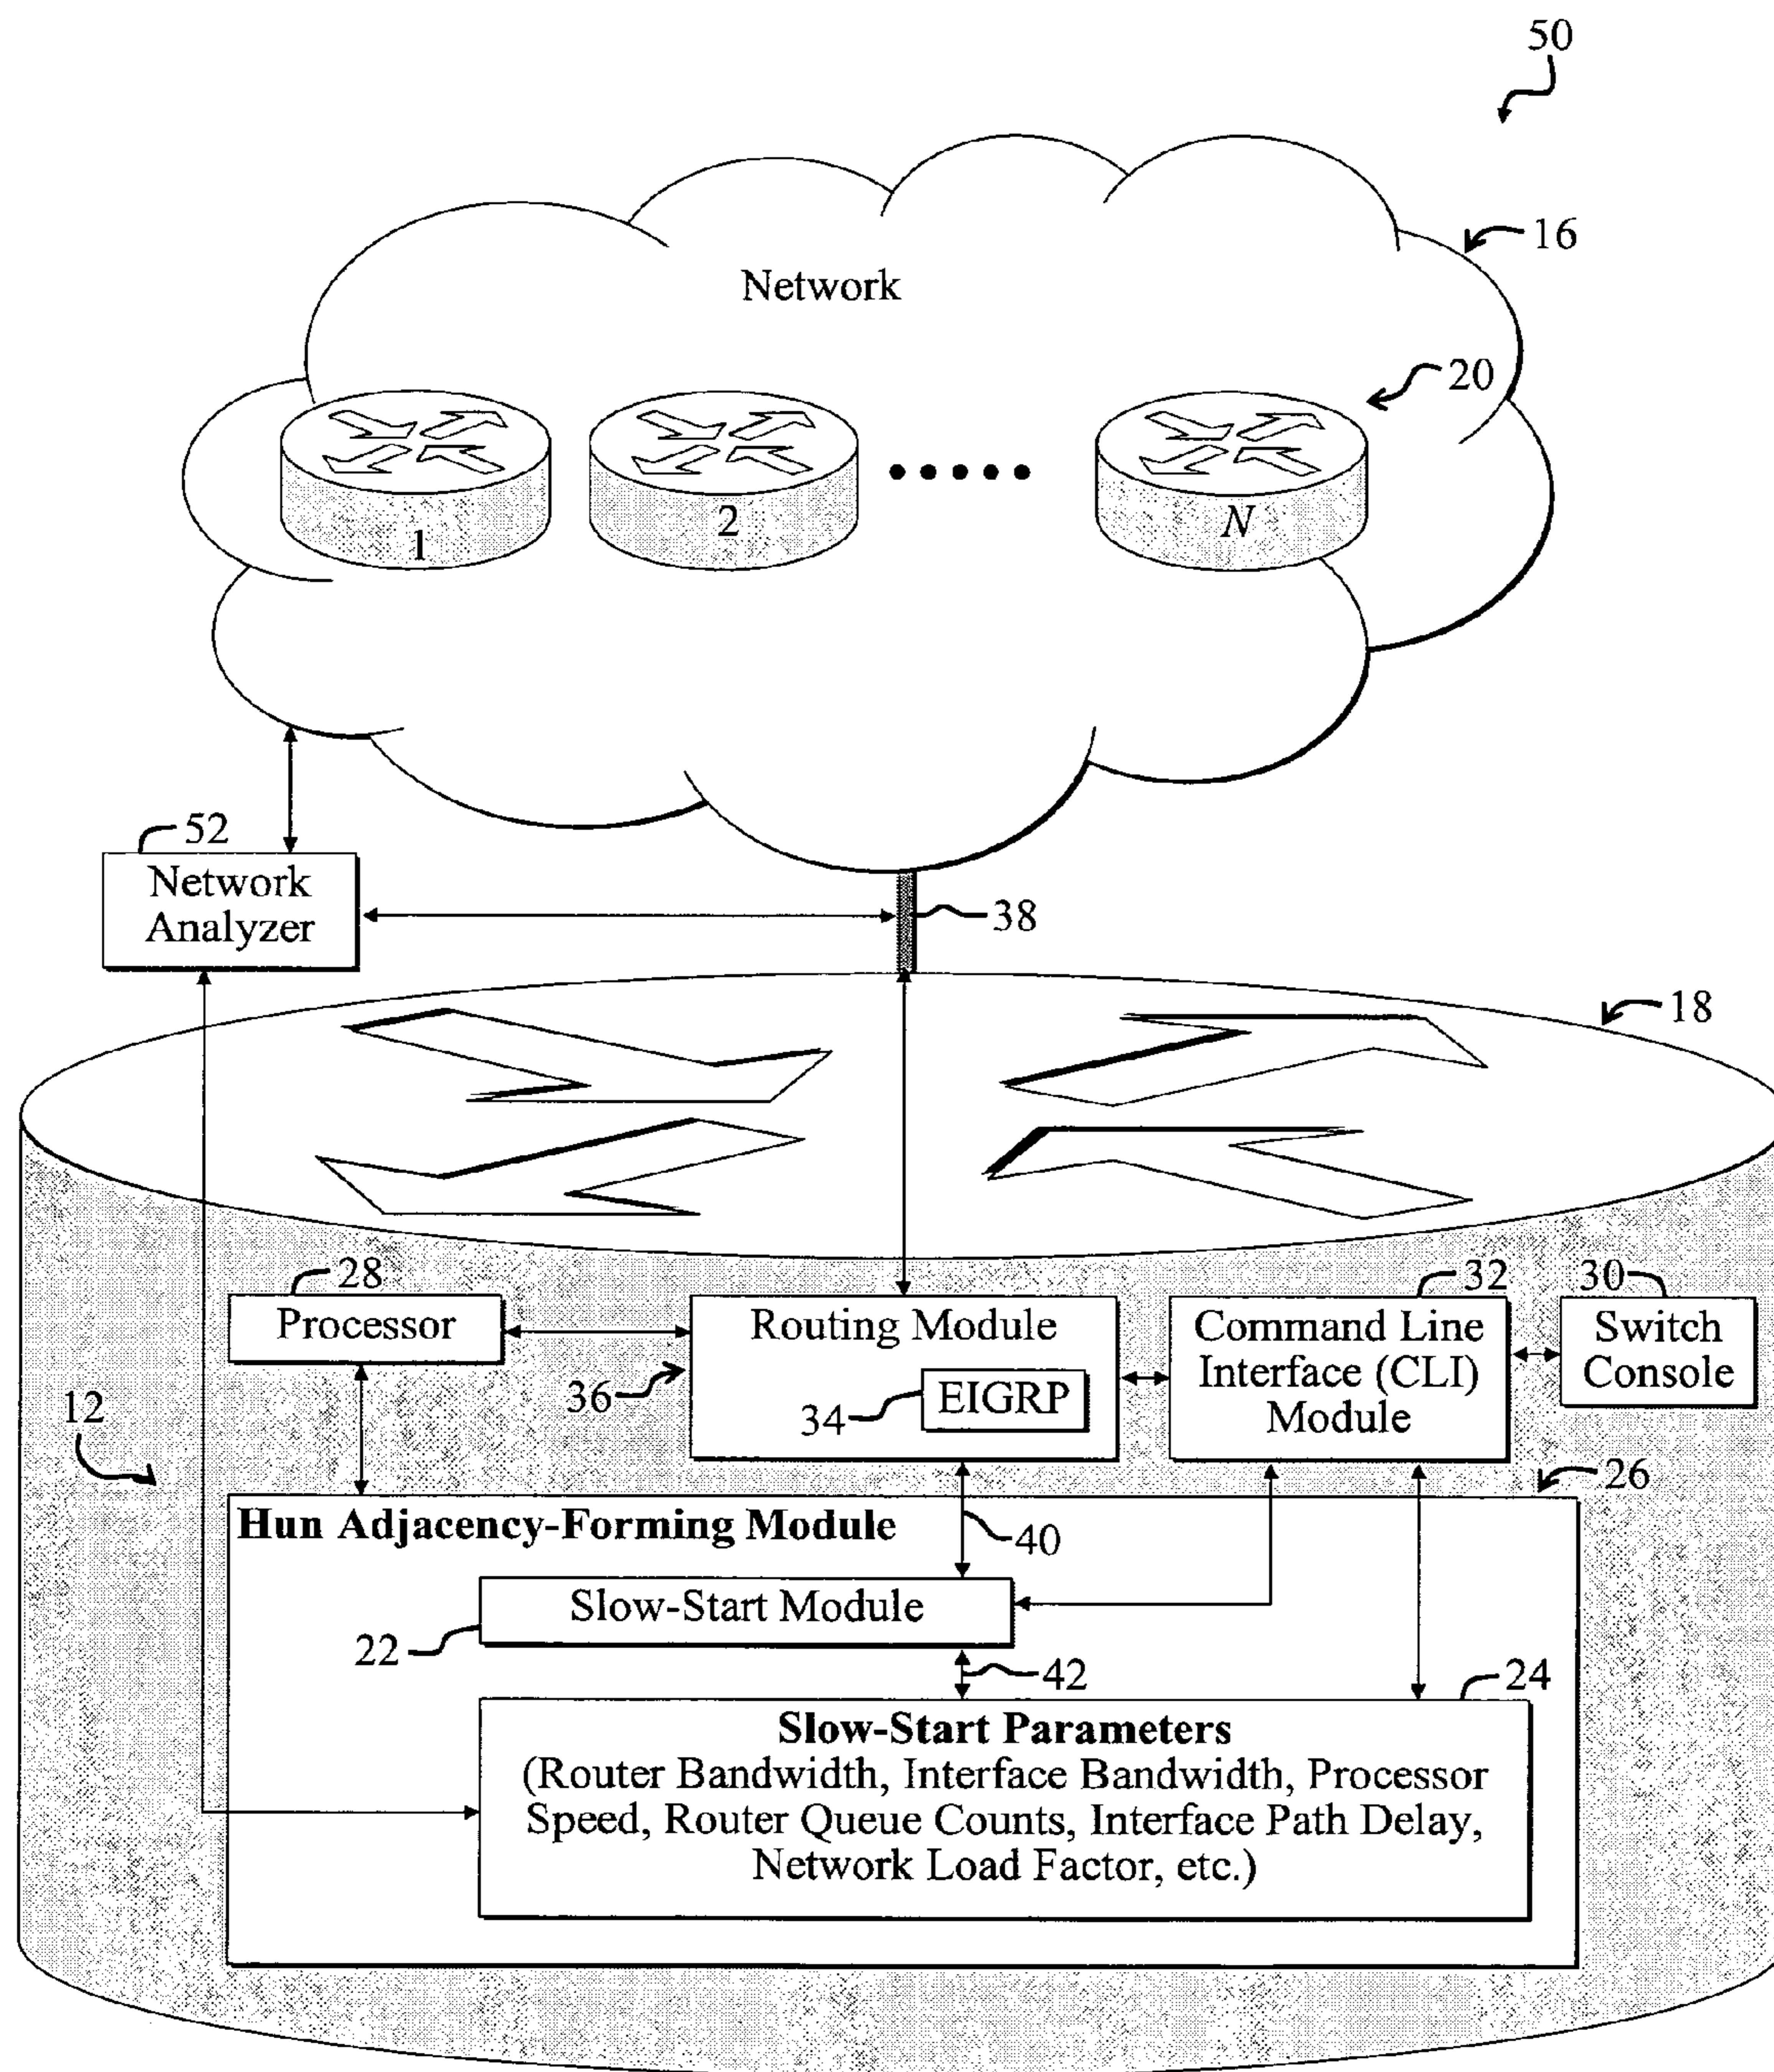 50
16
Network
20
1
2
N
52
Network
Analyzer
38
18
28
Processor
Routing Module
36
34
EIGRP
32
Command Line
Interface (CLI)
Module
30
Switch
Console
12
26
Hun Adjacency-Forming Module
40
Slow-Start Module
22
42
24
Slow-Start Parameters
(Router Bandwidth, Interface Bandwidth, Processor
Speed, Router Queue Counts, Interface Path Delay,
Network Load Factor, etc.)